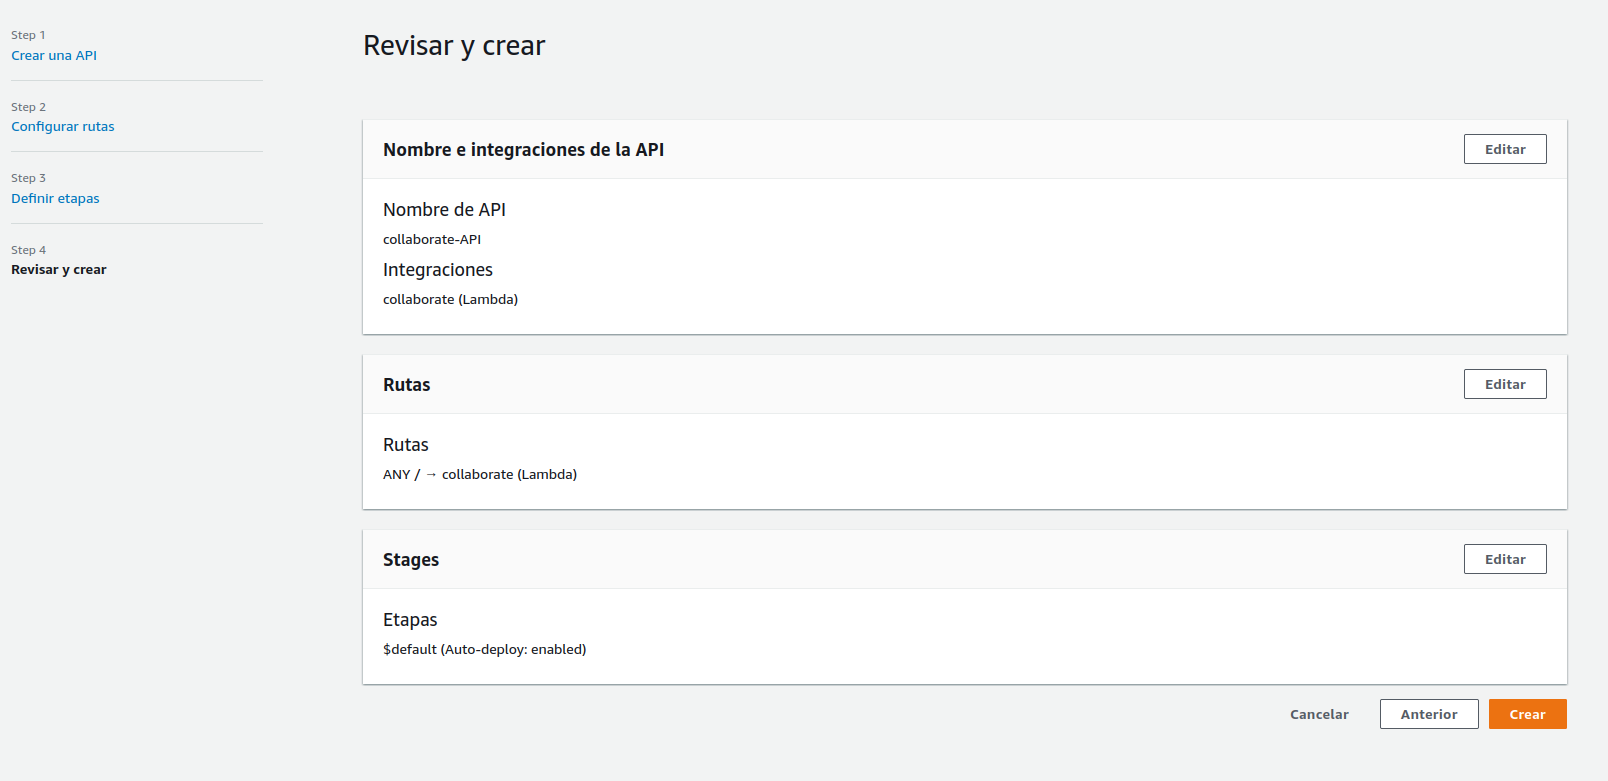 Step 1
Crear una API
Step 2
Configurar rutas
Step 3
Definir etapas
Step 4
Revisar y crear
Revisar y crear
Nombre e integraciones de la API
Editar
Nombre de API
collaborate-API
Integraciones
collaborate (Lambda)
Rutas
Editar
Rutas
ANY / → collaborate (Lambda)
Stages
Editar
Etapas
$default (Auto-deploy: enabled)
Cancelar
Anterior
Crear